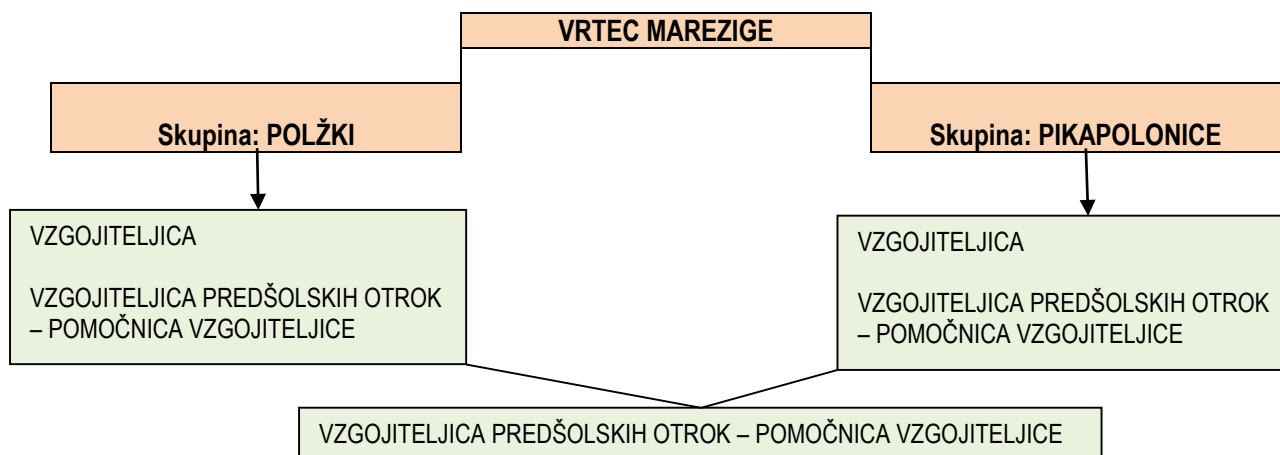 VRTEC MAREZIGE
Skupina: POLŽKI
Skupina: PIKAPOLONICE
VZGOJITELJICA
VZGOJITELJICA PREDŠOLSKIH OTROK
– POMOČNICA VZGOJITELJICE
VZGOJITELJICA
VZGOJITELJICA PREDŠOLSKIH OTROK
– POMOČNICA VZGOJITELJICE
VZGOJITELJICA PREDŠOLSKIH OTROK – POMOČNICA VZGOJITELJICE